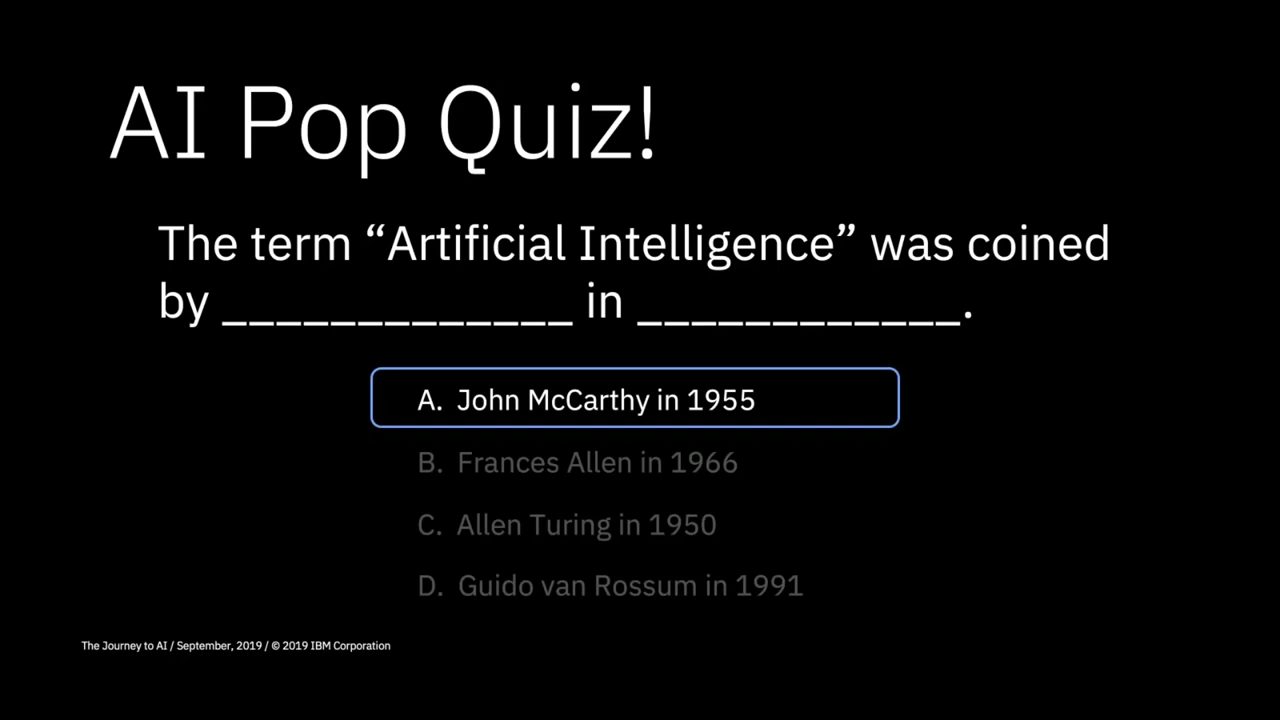 AI Pop Quiz!
The term “Artificial Intelligence” was coined
by _____________ in ____________.
A. John McCarthy in 1955
B. Frances Allen in 1966
C. Allen Turing in 1950
D. Guido van Rossum in 1991
The Journey to AI / September, 2019 / © 2019 IBM Corporation